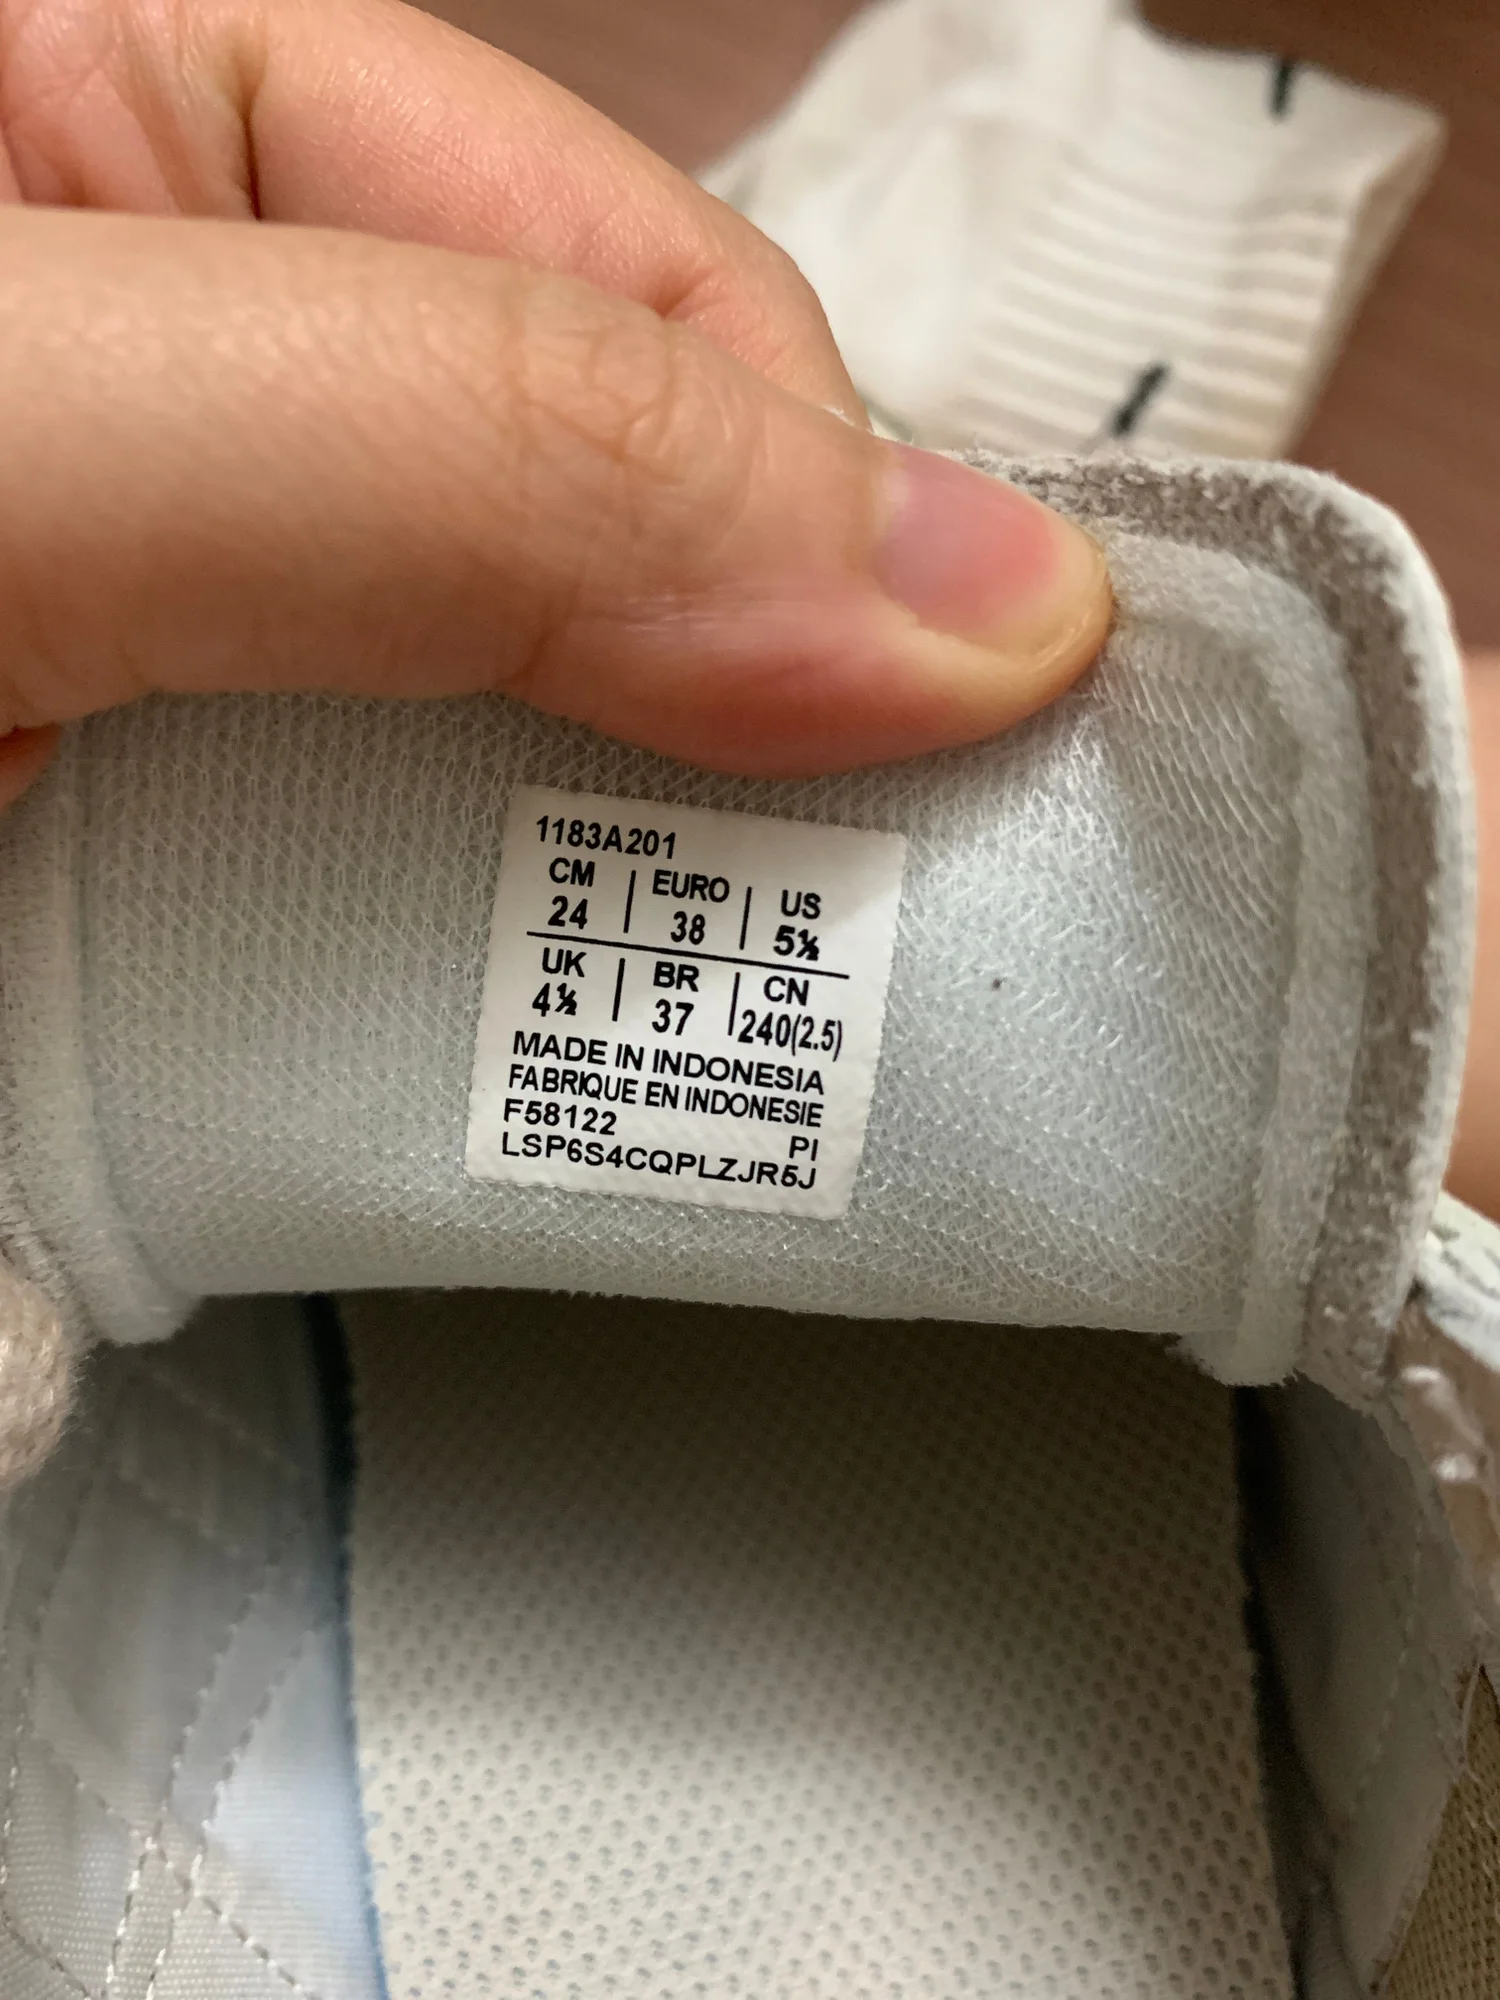 1183A201
CM | EURO | US
24 | 38 | 5½
UK | BR | CN
4½ | 37 | 240(2.5)
MADE IN INDONESIA
FABRIQUE EN INDONESIE
F58122 PI
LSP6S4CQPLZJR5J